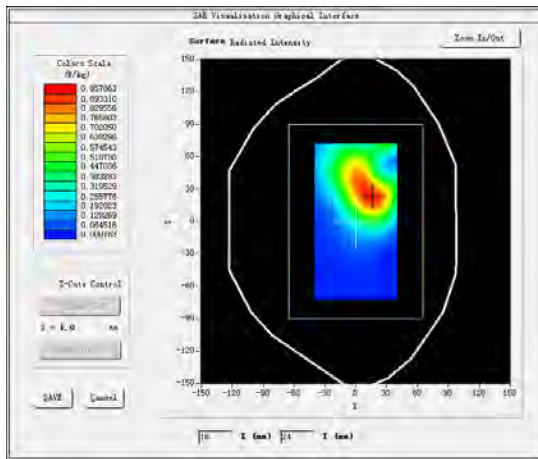 SAR Visualisation Graphical Interface
Surface Radiated Intensity
Zoom In/Out
Colors Scale
(W/kg)
0.957063
0.893310
0.829556
0.765803
0.702050
0.638296
0.574543
0.510790
0.447036
0.383283
0.319529
0.255776
0.192023
0.128269
0.064516
0.000763
150
120
90
60
30
0
-30
-60
-90
-120
-150
-150 -120 -90 -60 -30 0 30 60 90 120 150
Z-Cuts Control
mm
SAVE Cancel
16 (mm) 24 (mm)